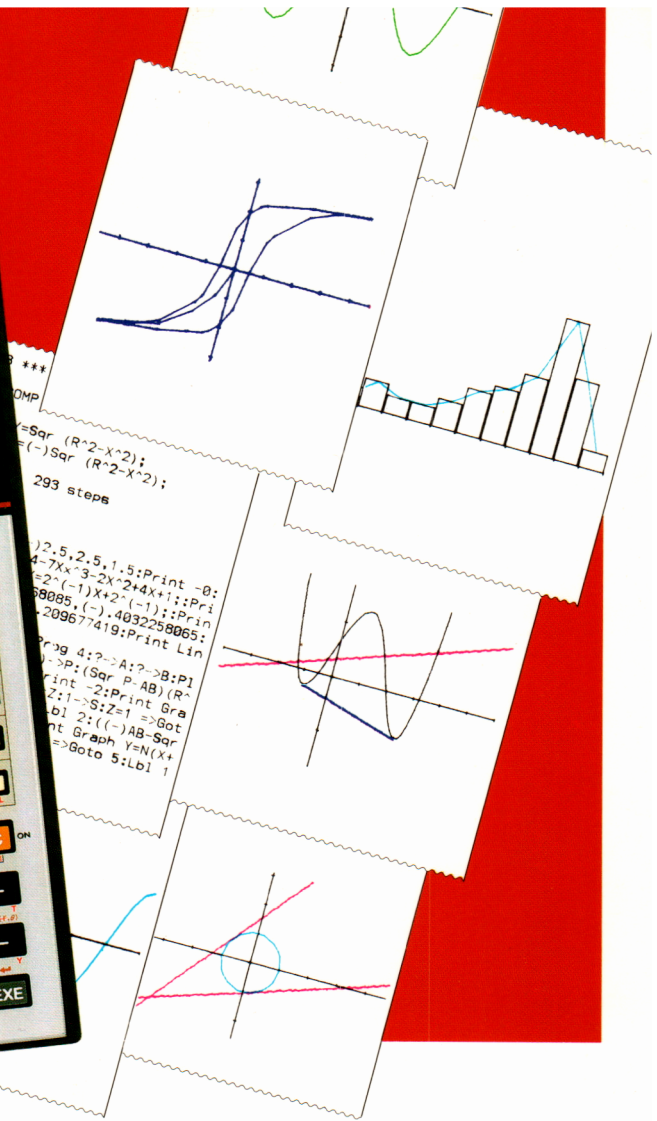 ***
OMP
=Sqr (R^2-X^2);
=(-)Sqr (R^2-X^2);
293 steps
)2.5,2.5,1.5:Print -0:
4-7Xx^3-2X^2+4X+1;:Pri
=2^(-1)X+2^(-1);:Prin
68085,(-).4032258065:
.209677419:Print Lin
Prog 4:?->A:?->B:Pl
)->P:(Sqr P-AB)(R^
Print -2:Print Gra
Z:1->S:Z=1 =>Got
Lbl 2:((-)AB-Sqr
nt Graph Y=N(X+
=>Goto 5:Lbl 1
ON
Y
EXE